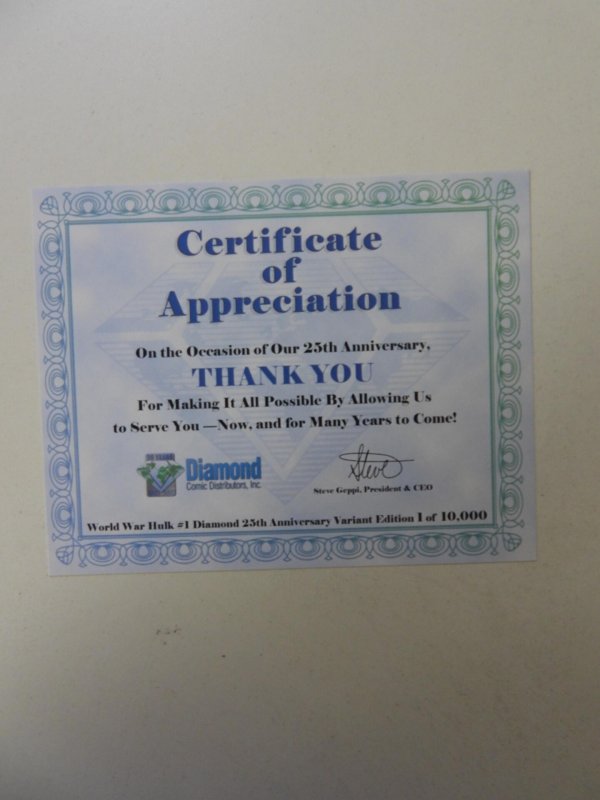 Certificate
of
Appreciation
On the Occasion of Our 25th Anniversary,
THANK YOU
For Making It All Possible By Allowing Us
to Serve You —Now, and for Many Years to Come!
Diamond
Comic Distributors, Inc.
Steve
Steve Geppi, President & CEO
World War Hulk #1 Diamond 25th Anniversary Variant Edition 1 of 10,000